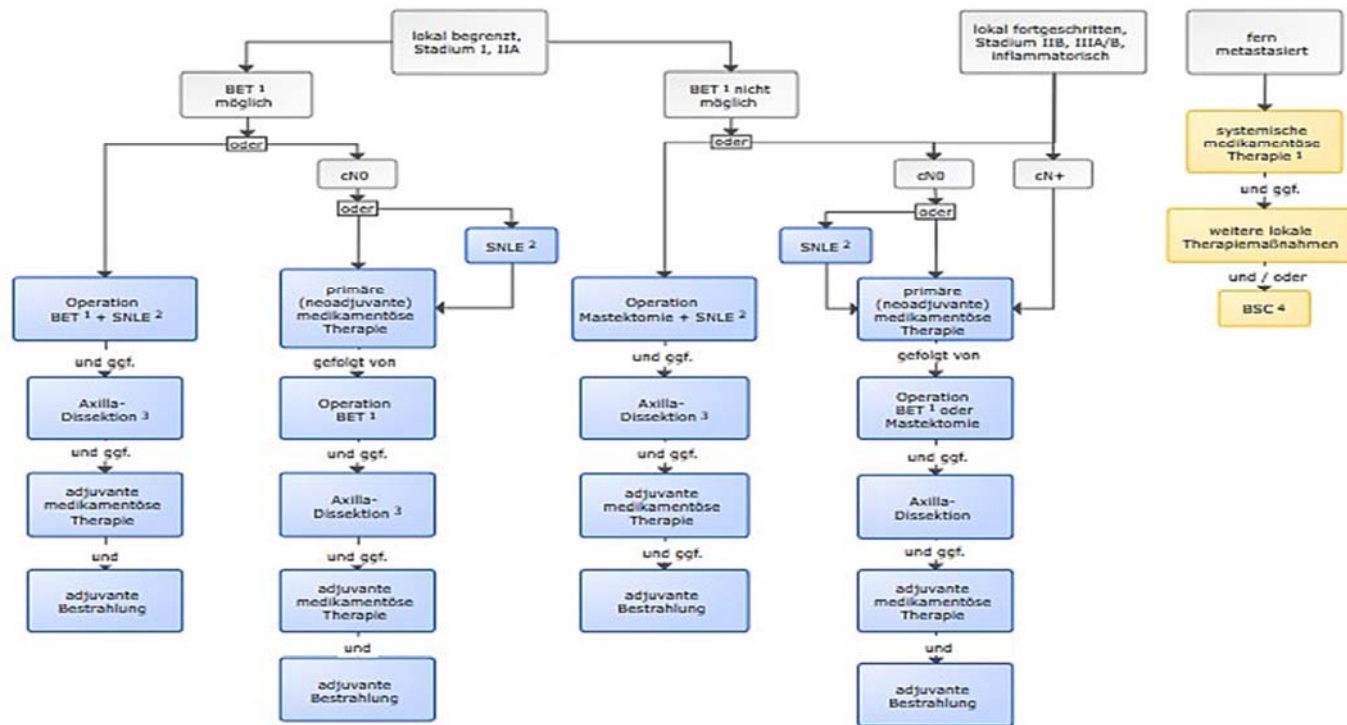 lokal begrenzt,
Stadium I, IIA
lokal fortgeschritten,
Stadium IIB, IIIA/B,
inflammatorisch
fern
metastasiert
BET 1
möglich
BET 1 nicht
möglich
oder
oder
systemische
medikamentöse
Therapie 1
cN0
cN0
cN+
und ggf.
oder
oder
SNLE 2
SNLE 2
weitere lokale
Therapiemaßnahmen
und / oder
BSC 4
Operation
BET 1 + SNLE 2
primäre
(neoadjuvante)
medikamentöse
Therapie
Operation
Mastektomie + SNLE 2
primäre
(neoadjuvante)
medikamentöse
Therapie
und ggf.
gefolgt von
und ggf.
gefolgt von
Axilla-
Dissektion 3
Operation
BET 1
Axilla-
Dissektion 3
Operation
BET 1 oder
Mastektomie
und ggf.
und ggf.
und ggf.
und ggf.
adjuvante
medikamentöse
Therapie
Axilla-
Dissektion 3
adjuvante
medikamentöse
Therapie
Axilla-
Dissektion
und
und ggf.
und ggf.
und ggf.
adjuvante
Bestrahlung
adjuvante
medikamentöse
Therapie
adjuvante
Bestrahlung
adjuvante
medikamentöse
Therapie
und
und
adjuvante
Bestrahlung
adjuvante
Bestrahlung